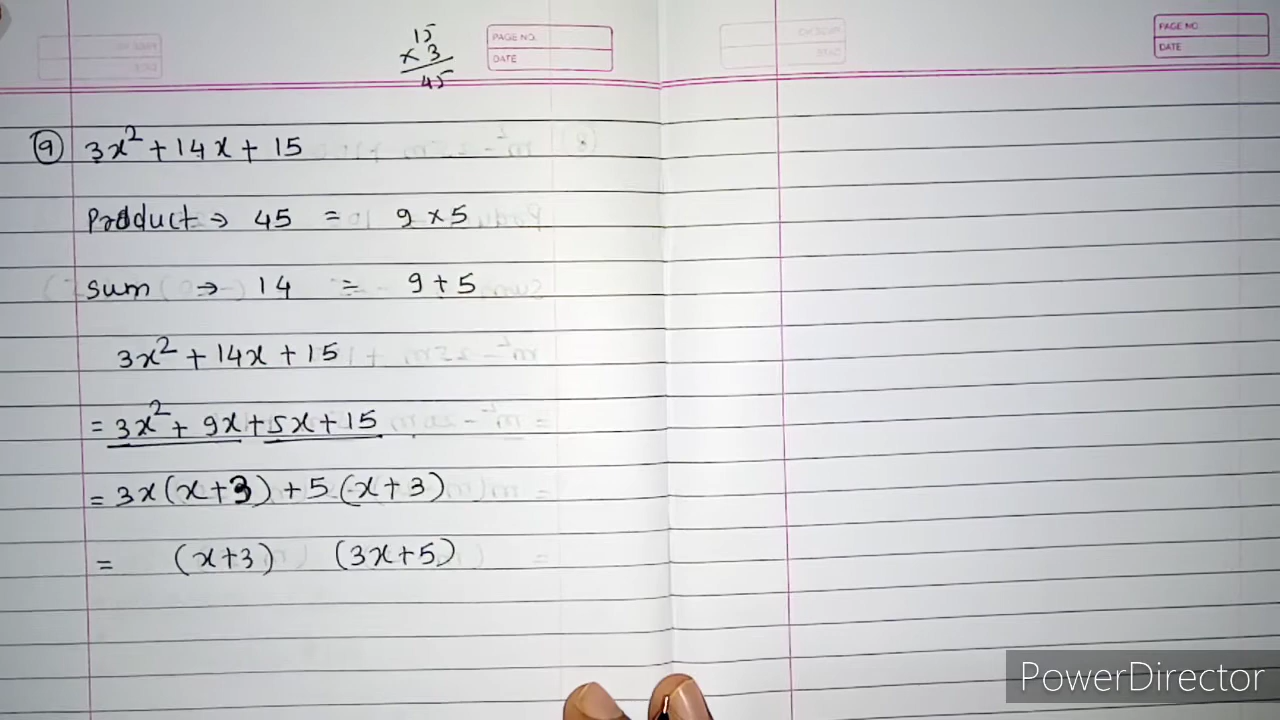 15
× 3
45
PAGE NO.
DATE
PAGE NO
DATE
9 3x² + 14x + 15
Product ⇒ 45 = 9 × 5
Sum ⇒ 14 = 9 + 5
3x² + 14x + 15
= 3x² + 9x + 5x + 15
= 3x (x + 3) + 5 (x + 3)
= (x + 3) (3x + 5)
PowerDirector